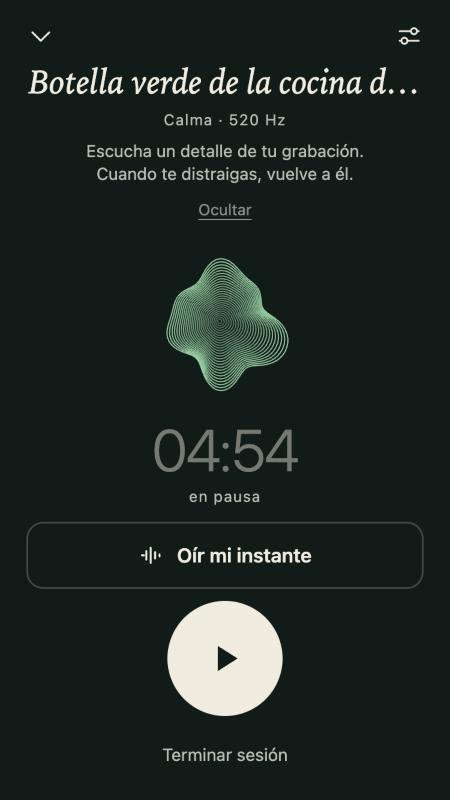 Botella verde de la cocina d…
Calma · 520 Hz
Escucha un detalle de tu grabación.
Cuando te distraigas, vuelve a él.
Ocultar
04:54
en pausa
Oír mi instante
Terminar sesión